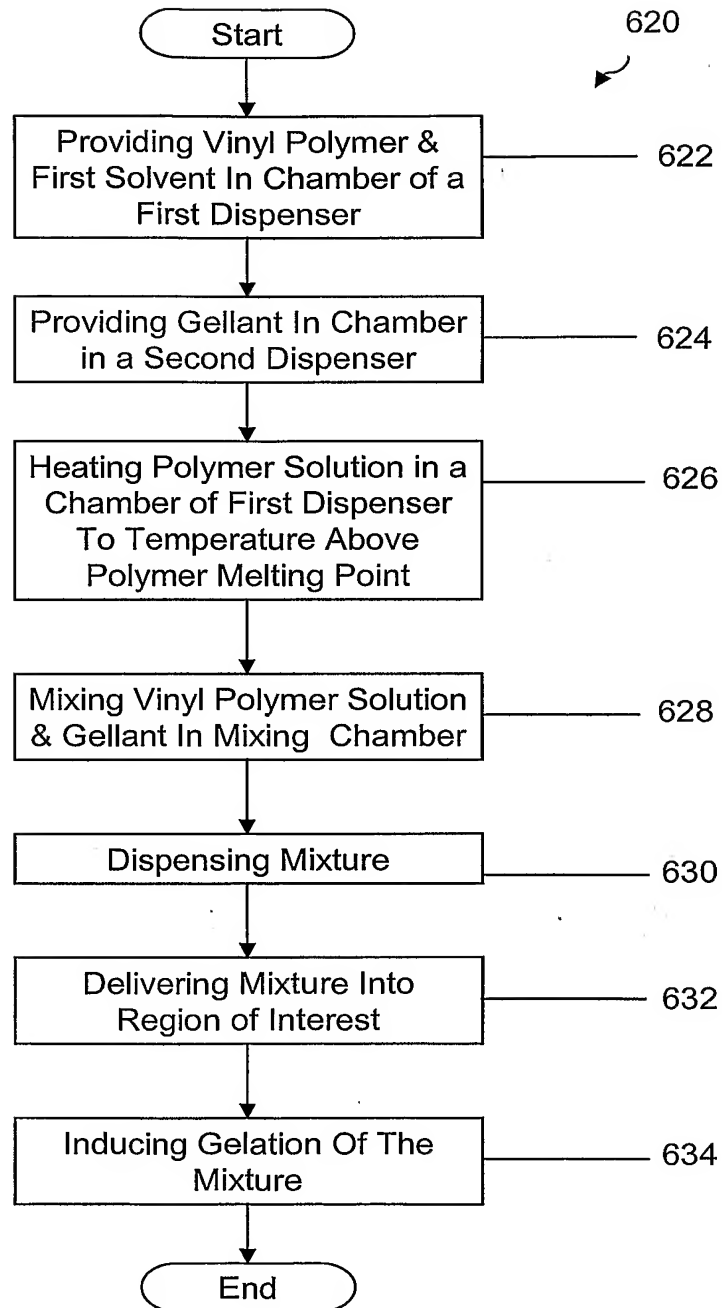 Start
620
Providing Vinyl Polymer &
First Solvent In Chamber of a
First Dispenser
622
Providing Gellant In Chamber
in a Second Dispenser
624
Heating Polymer Solution in a
Chamber of First Dispenser
To Temperature Above
Polymer Melting Point
626
Mixing Vinyl Polymer Solution
& Gellant In Mixing Chamber
628
Dispensing Mixture
630
Delivering Mixture Into
Region of Interest
632
Inducing Gelation Of The
Mixture
634
End